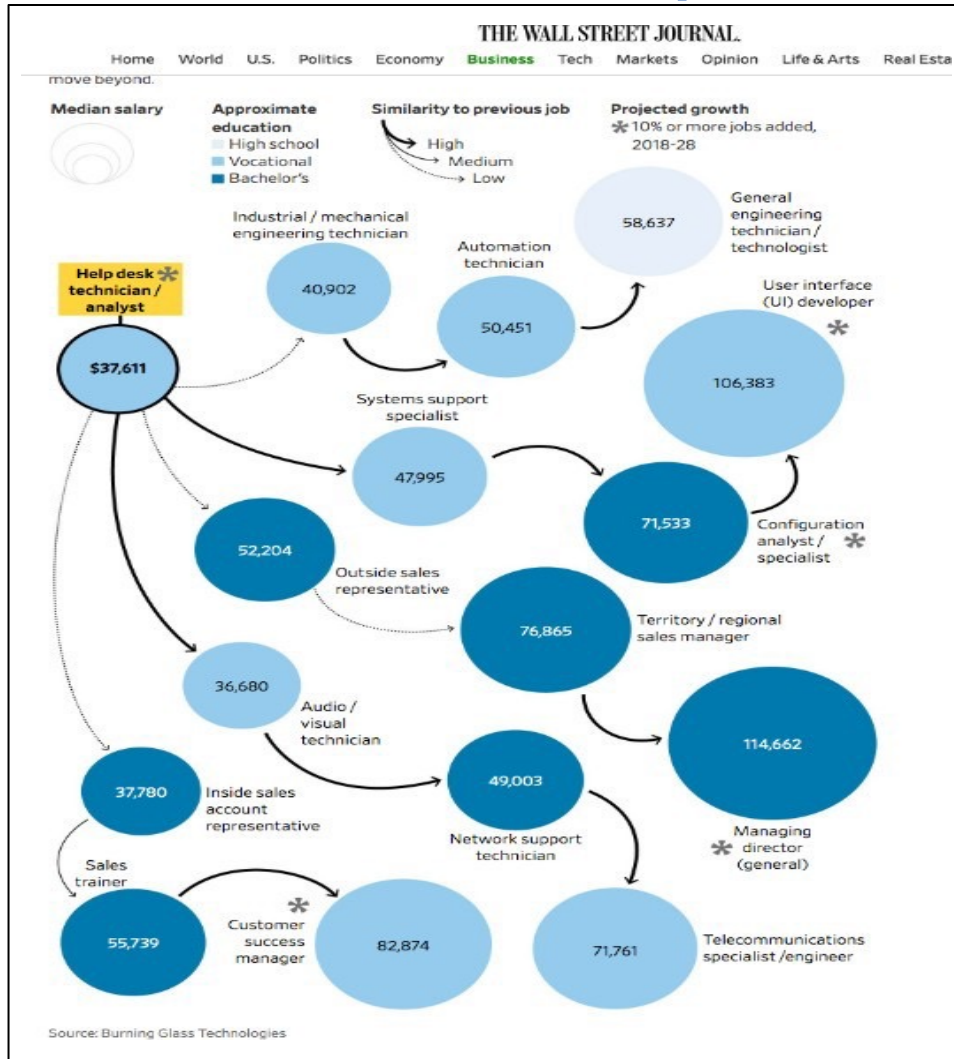 THE WALL STREET JOURNAL.
Home World U.S. Politics Economy Business Tech Markets Opinion Life & Arts Real Esta
move beyond.
Median salary
Approximate
education
High school
Vocational
Bachelor's
Similarity to previous job
High
Medium
Low
Projected growth
* 10% or more jobs added,
2018-28
Help desk *
technician /
analyst
$37,611
Industrial / mechanical
engineering technician
40,902
Automation
technician
50,451
58,637
General
engineering
technician /
technologist
User interface
(UI) developer
*
106,383
Systems support
specialist
47,995
71,533
Configuration
analyst / *
specialist
52,204
Outside sales
representative
76,865
Territory / regional
sales manager
114,662
Managing
* director
(general)
36,680
Audio /
visual
technician
49,003
Network support
technician
71,761
Telecommunications
specialist /engineer
37,780
Inside sales
account
representative
Sales
trainer
55,739
*
Customer
success
manager
82,874
Source: Burning Glass Technologies